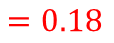 = 0.18